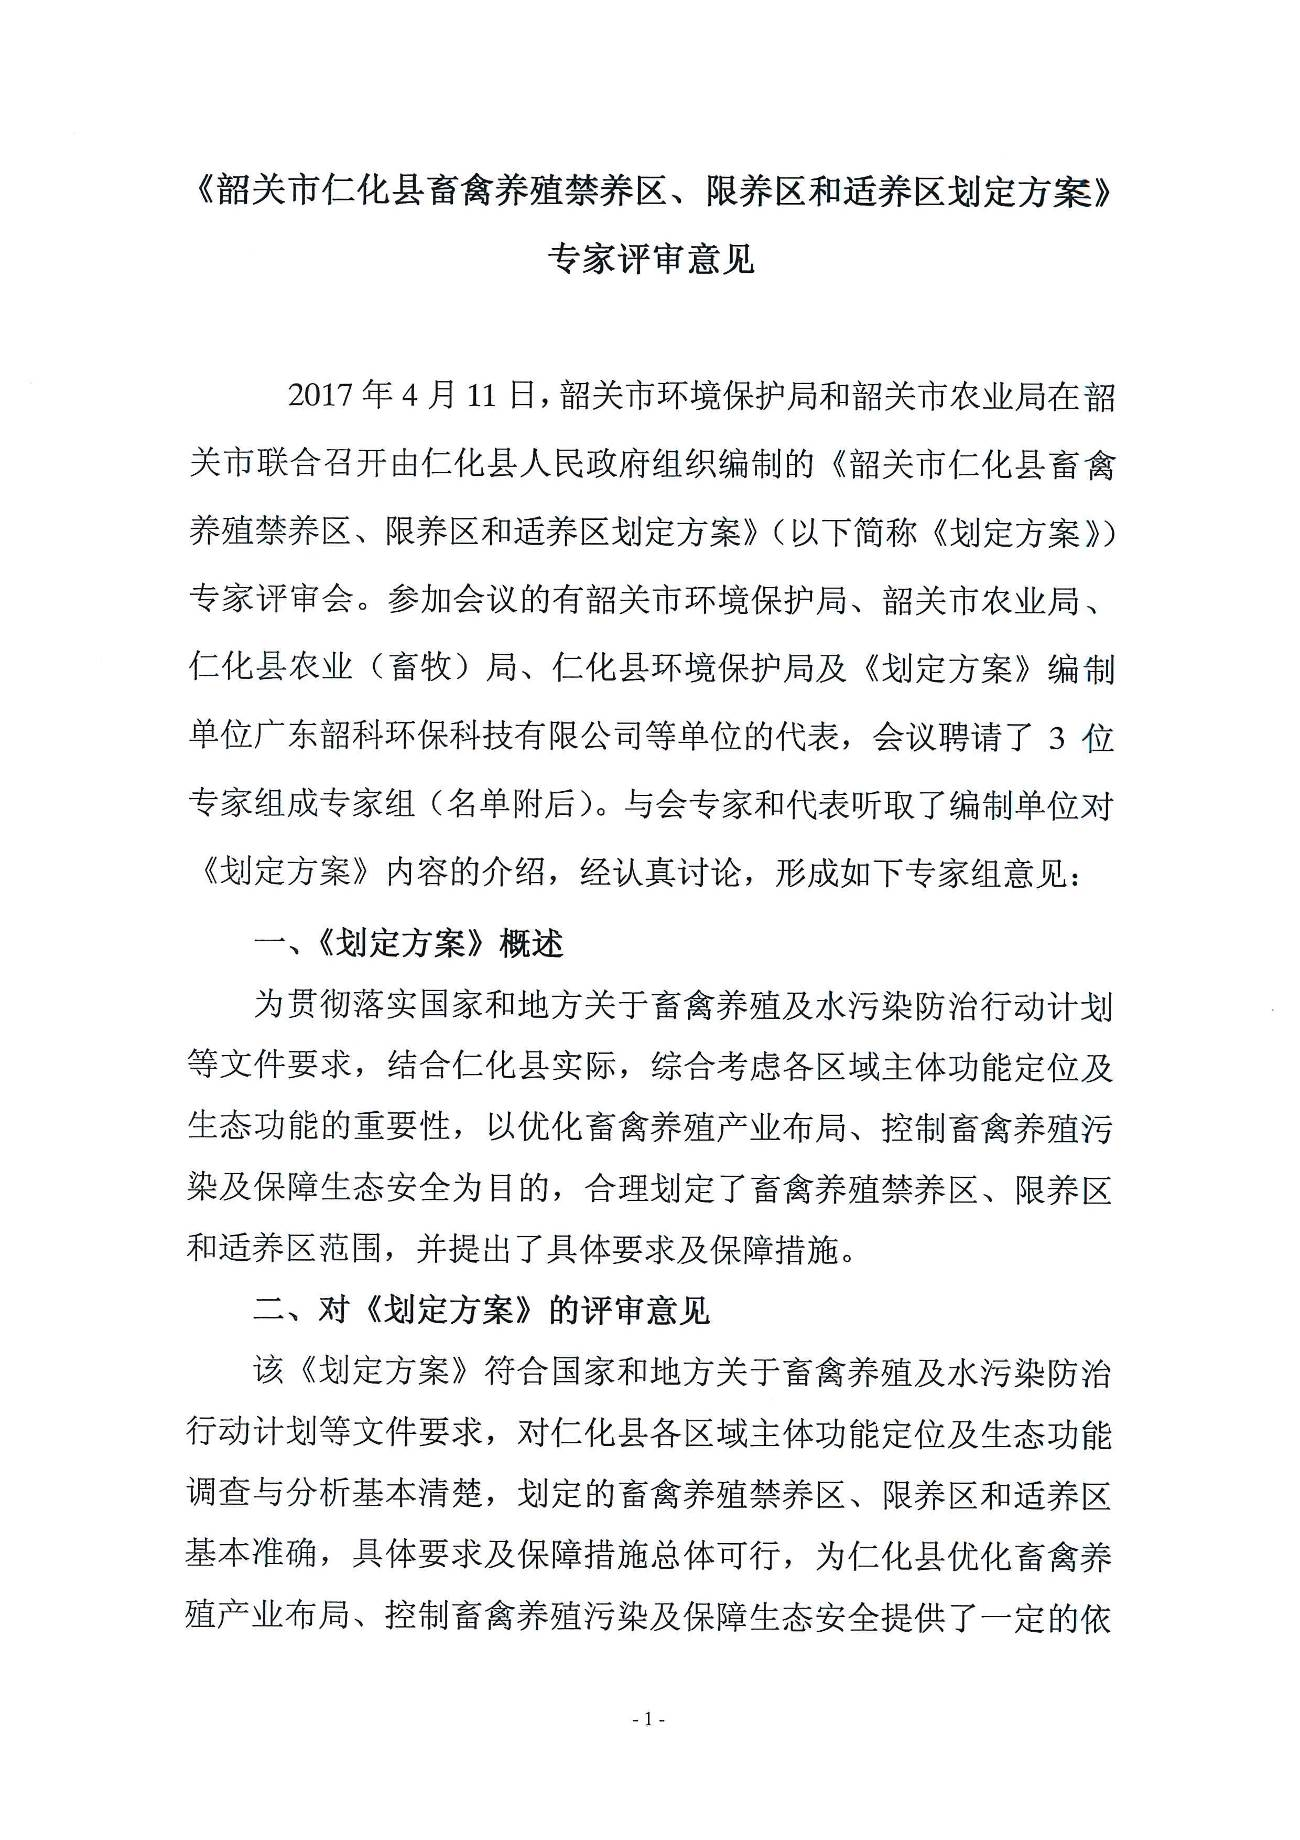 《韶关市仁化县畜禽养殖禁养区、限养区和适养区划定方案》
专家评审意见
2017 年 4 月 11 日，韶关市环境保护局和韶关市农业局在韶
关市联合召开由仁化县人民政府组织编制的《韶关市仁化县畜禽
养殖禁养区、限养区和适养区划定方案》（以下简称《划定方案》）
专家评审会。参加会议的有韶关市环境保护局、韶关市农业局、
仁化县农业（畜牧）局、仁化县环境保护局及《划定方案》编制
单位广东韶科环保科技有限公司等单位的代表，会议聘请了 3 位
专家组成专家组（名单附后）。与会专家和代表听取了编制单位对
《划定方案》内容的介绍，经认真讨论，形成如下专家组意见：
一、《划定方案》概述
为贯彻落实国家和地方关于畜禽养殖及水污染防治行动计划
等文件要求，结合仁化县实际，综合考虑各区域主体功能定位及
生态功能的重要性，以优化畜禽养殖产业布局、控制畜禽养殖污
染及保障生态安全为目的，合理划定了畜禽养殖禁养区、限养区
和适养区范围，并提出了具体要求及保障措施。
二、对《划定方案》的评审意见
该《划定方案》符合国家和地方关于畜禽养殖及水污染防治
行动计划等文件要求，对仁化县各区域主体功能定位及生态功能
调查与分析基本清楚，划定的畜禽养殖禁养区、限养区和适养区
基本准确，具体要求及保障措施总体可行，为仁化县优化畜禽养
殖产业布局、控制畜禽养殖污染及保障生态安全提供了一定的依
- 1 -